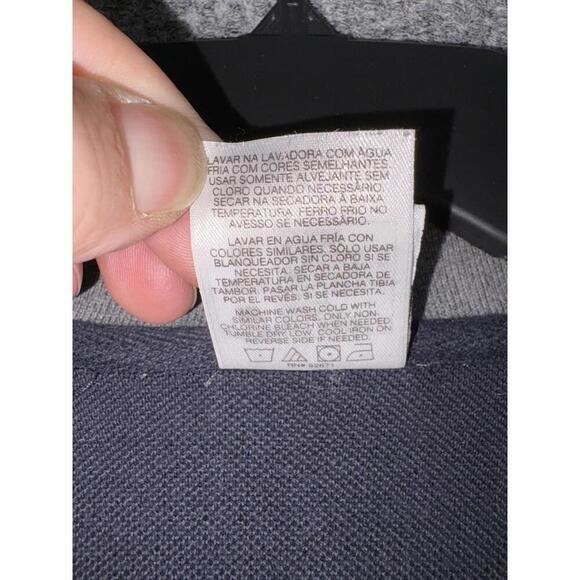 LAVAR NA LAVADORA COM ÁGUA
FRIA COM CORES SEMELHANTES.
USAR SOMENTE ALVEJANTE SEM
CLORO QUANDO NECESSÁRIO.
SECAR NA SECADORA À BAIXA
TEMPERATURA. FERRO FRIO NO
AVESSO SE NECESSÁRIO.
LAVAR EN AGUA FRÍA CON
COLORES SIMILARES. SÓLO USAR
BLANQUEADOR SIN CLORO SI SE
NECESITA. SECAR A BAJA
TEMPERATURA EN SECADORA DE
TAMBOR. PASAR LA PLANCHA TIBIA
POR EL REVÉS, SI SE NECESITA.
MACHINE WASH COLD WITH
SIMILAR COLORS. ONLY NON-
CHLORINE BLEACH WHEN NEEDED.
TUMBLE DRY LOW. COOL IRON ON
REVERSE SIDE IF NEEDED.
RN# 92671